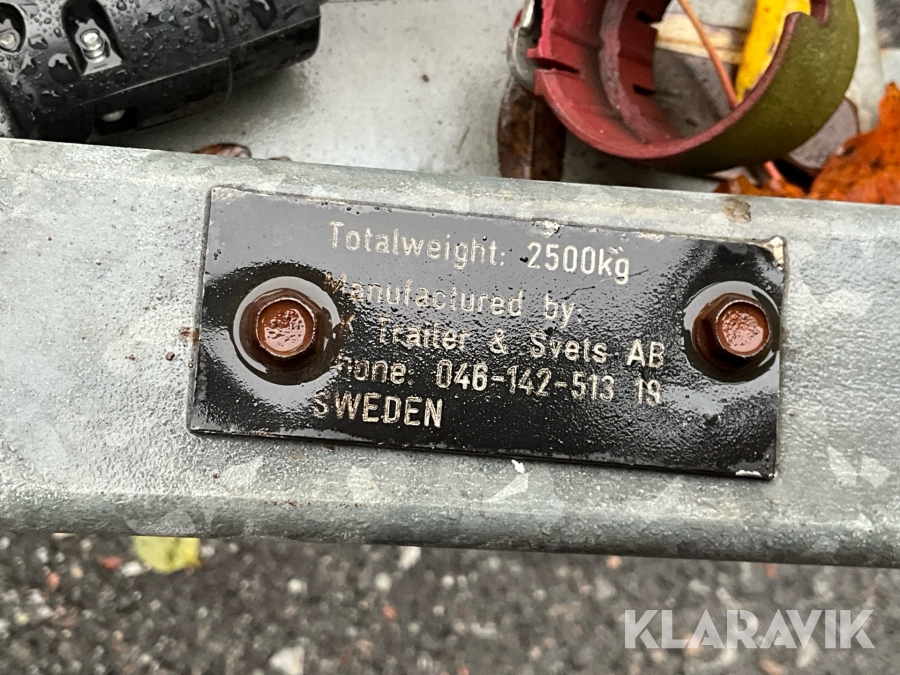 Totalweight: 2500kg
Manufactured by:
K Trailer & Svets AB
Phone. 046-142-513 19
SWEDEN
KLARAVIK